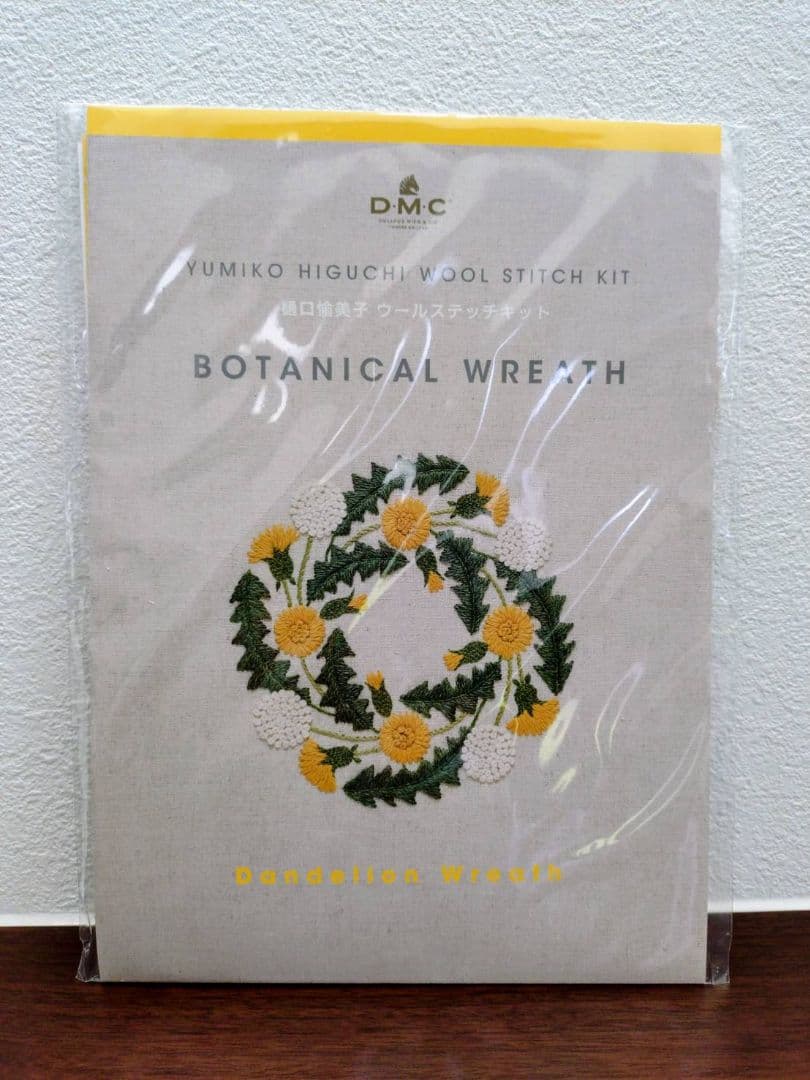 D·M·C
YUMIKO HIGUCHI WOOL STITCH KIT
樋口愉美子 ウールステッチキット
BOTANICAL WREATH
Dandelion Wreath